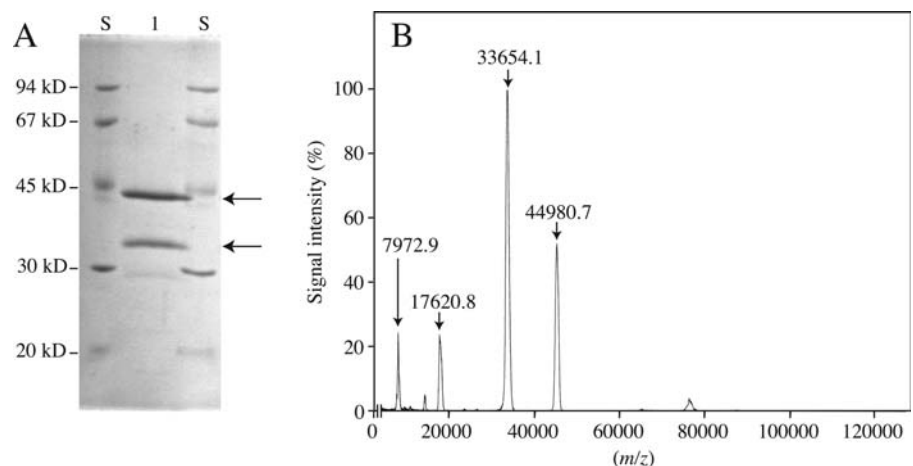 A
S 1 S
94 kD
67 kD
45 kD
30 kD
20 kD
B
33654.1
44980.7
7972.9
17620.8
Signal intensity (%)
100
80
60
40
20
0
0 20000 40000 60000 80000 100000 120000
(m/z)